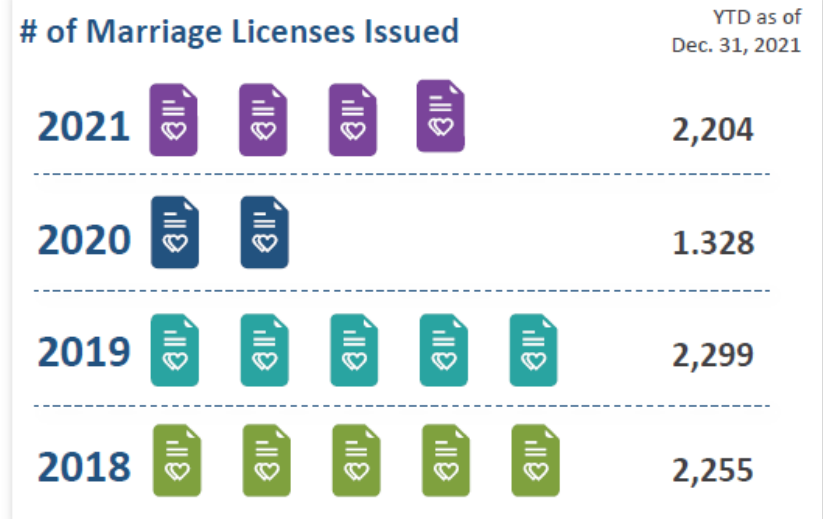 # of Marriage Licenses Issued
YTD as of
Dec. 31, 2021
2021 2,204
2020 1.328
2019 2,299
2018 2,255